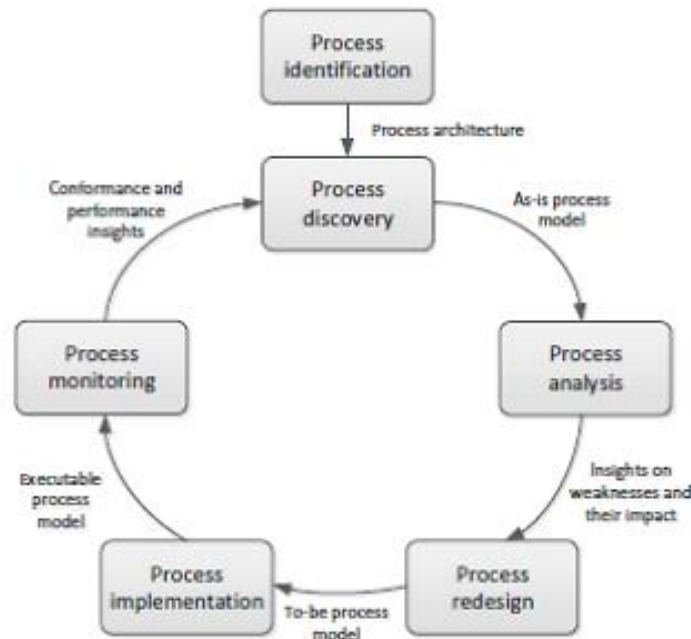 Process
identification
Process architecture
Process
discovery
As-is process
model
Process
analysis
Insights on
weaknesses and
their impact
Process
redesign
To-be process
model
Process
implementation
Executable
process
model
Process
monitoring
Conformance and
performance
insights